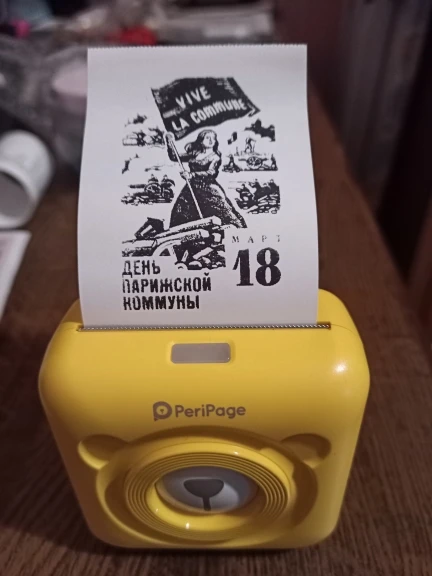 VIVE
LA COMMUNE
МАРТ
18
ДЕНЬ
ПАРИЖСКОЙ
КОММУНЫ
PeriPage